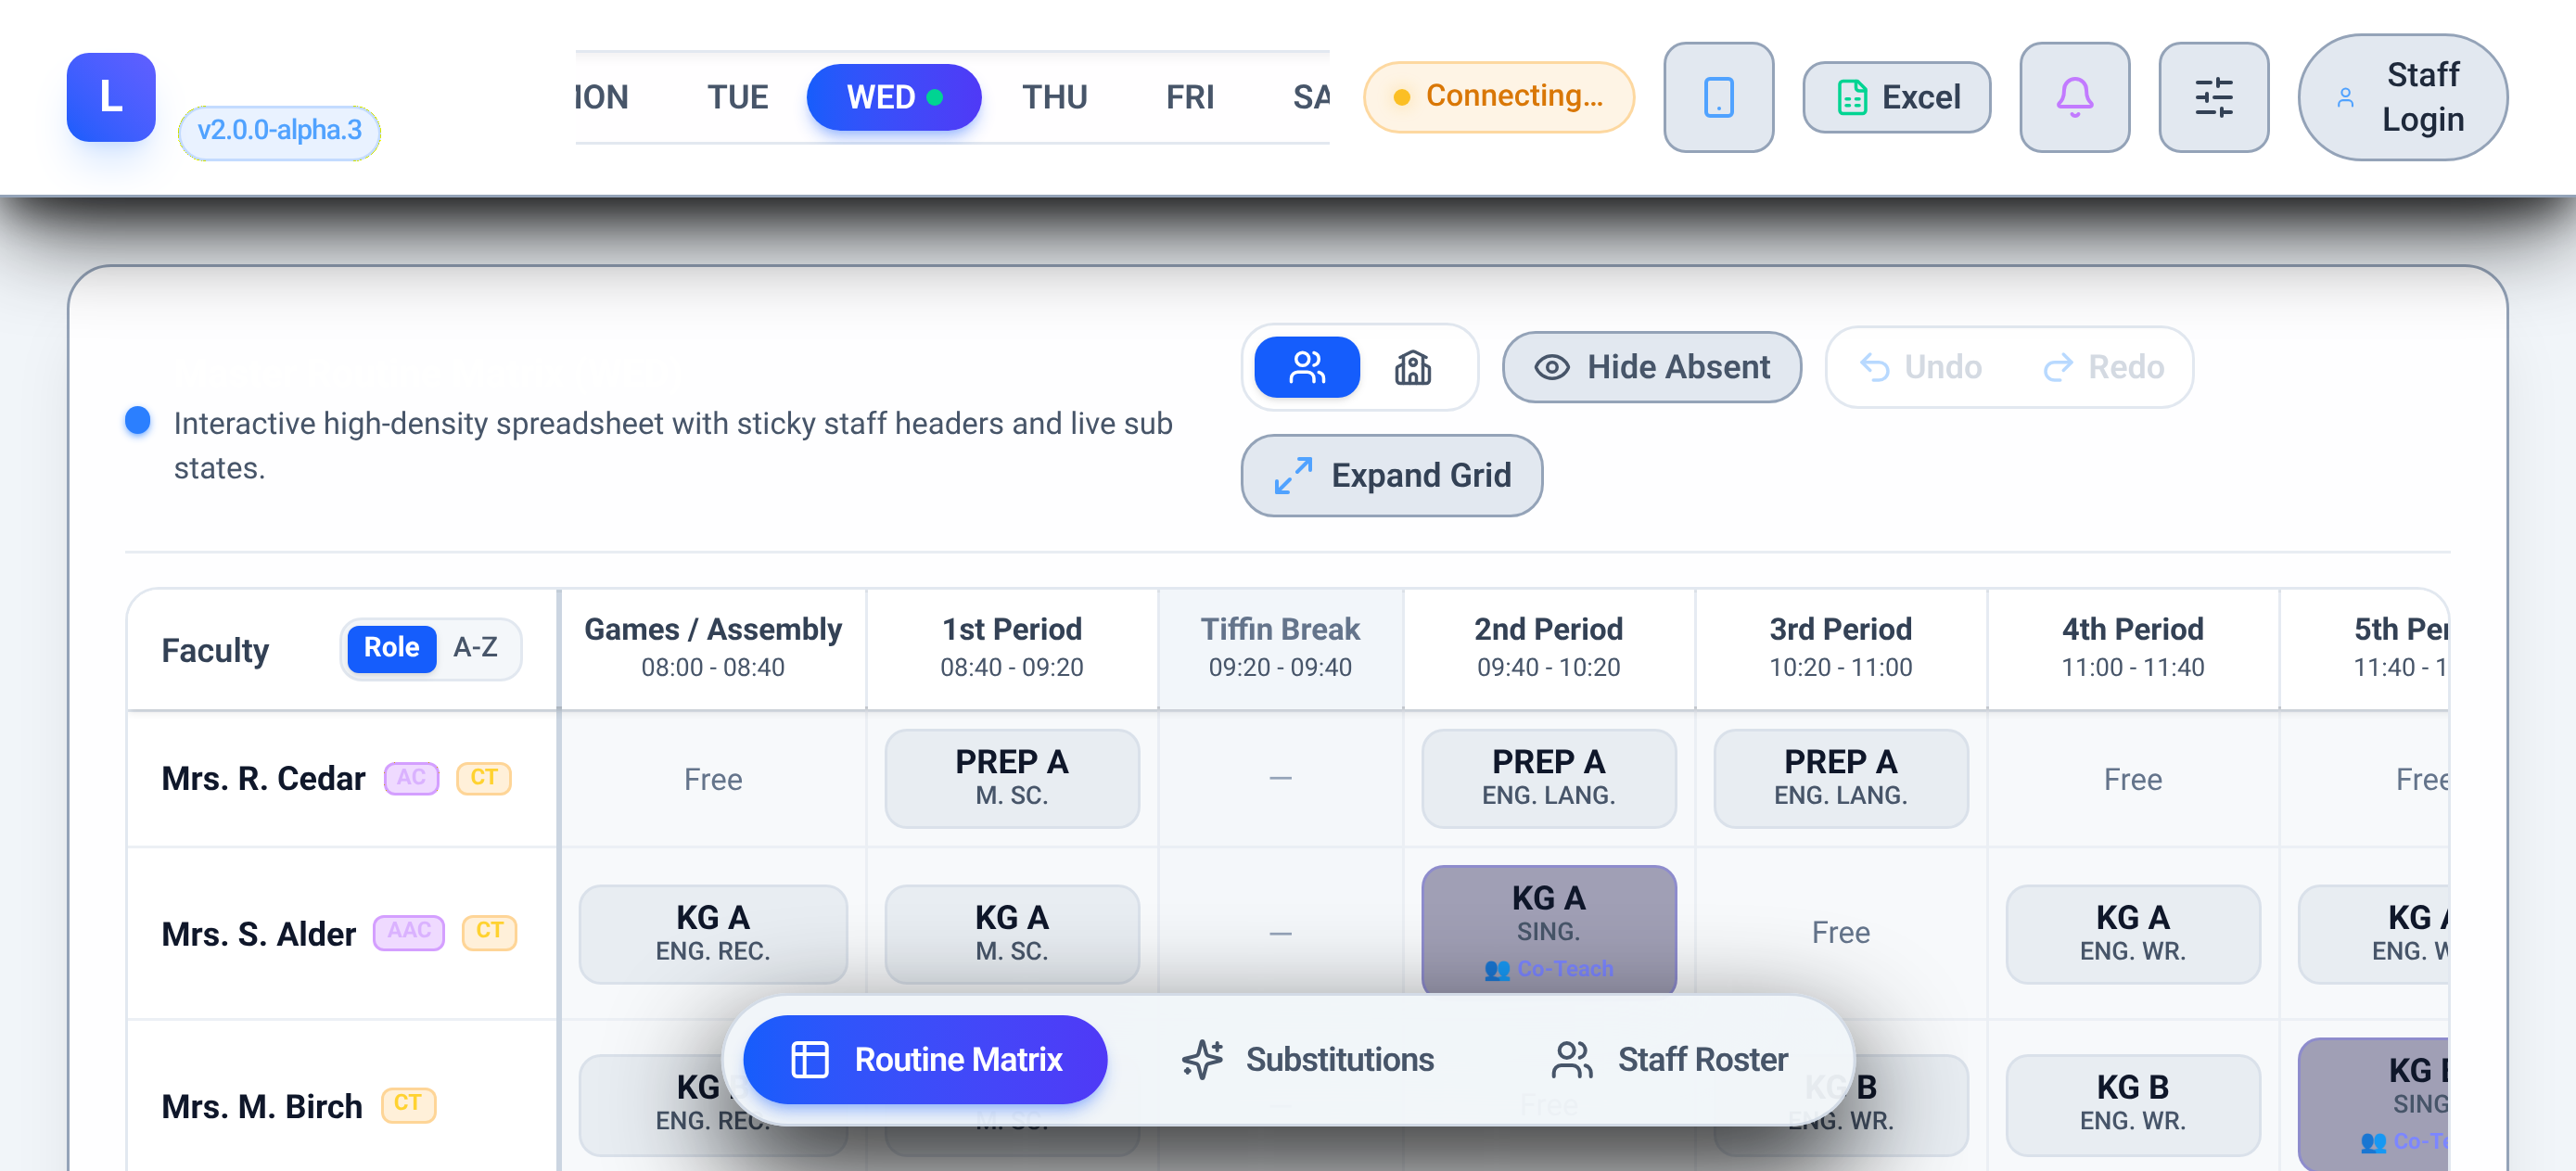 L
v2.0.0-alpha.3
TUE
WED
THU
FRI
Connecting...
Excel
Staff
Login
Interactive high-density spreadsheet with sticky staff headers and live sub
states.
Hide Absent
Undo
Redo
Expand Grid
Faculty
Role
A-Z
Games / Assembly
08:00 - 08:40
1st Period
08:40 - 09:20
Tiffin Break
09:20 - 09:40
2nd Period
09:40 - 10:20
3rd Period
10:20 - 11:00
4th Period
11:00 - 11:40
5th
11:40 - 1
Mrs. R. Cedar
AC
CT
Free
PREP A
M. SC.
–
PREP A
ENG. LANG.
PREP A
ENG. LANG.
Free
Free
Mrs. S. Alder
AAC
CT
KG A
ENG. REC.
KG A
M. SC.
–
KG A
SING.
Co-Teach
Free
KG A
ENG. WR.
KG A
ENG.
Mrs. M. Birch
CT
KG
ENG. REC.
M. SC.
–
Free
KG B
ENG. WR.
KG B
ENG. WR.
KG
SING.
Routine Matrix
Substitutions
Staff Roster